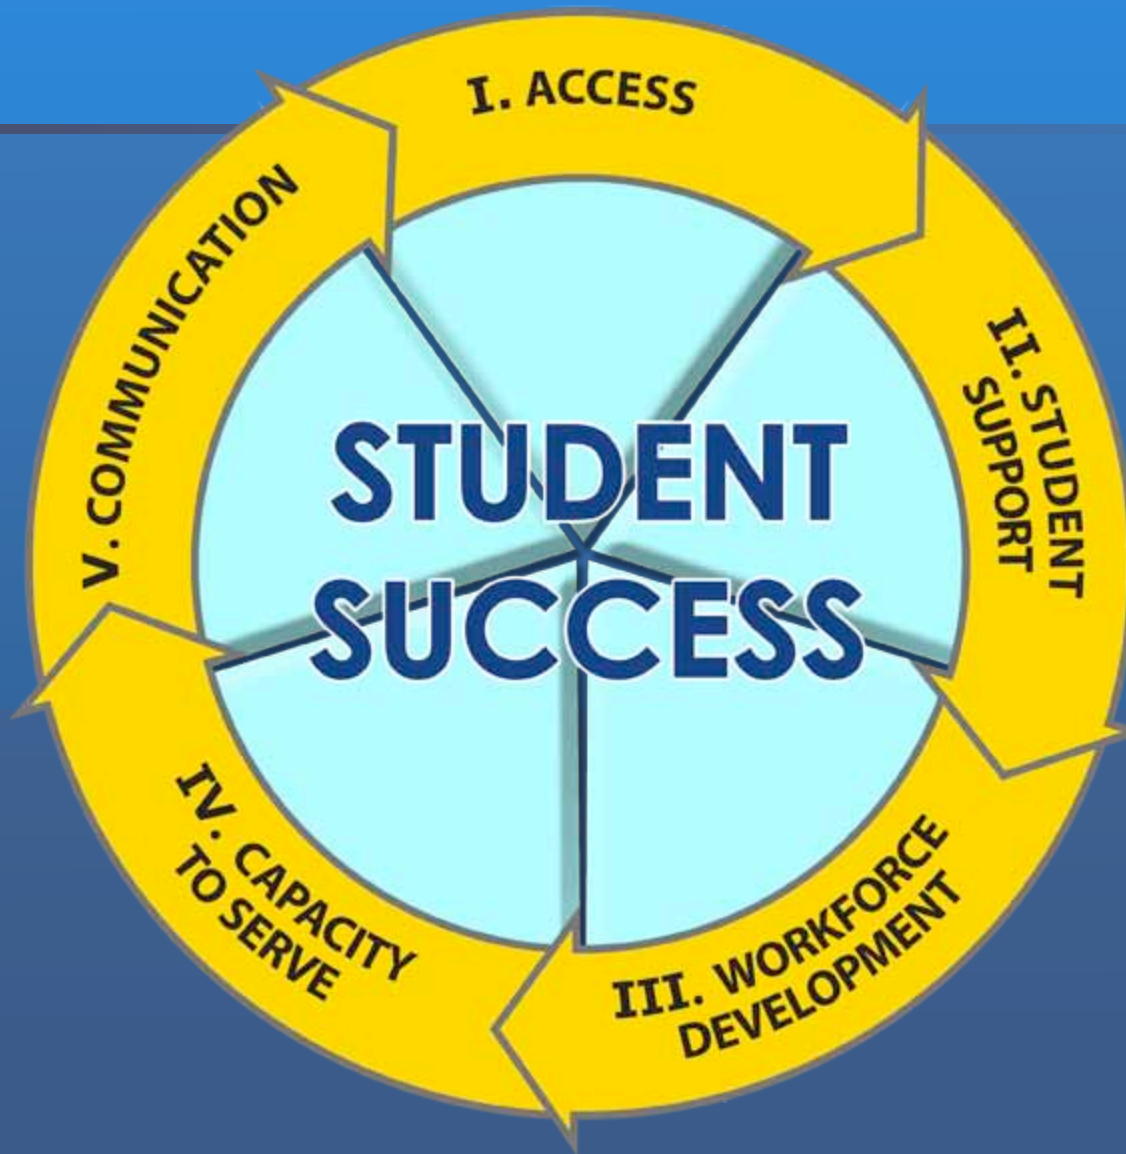 I. ACCESS
II. STUDENT
SUPPORT
III. WORKFORCE
DEVELOPMENT
IV. CAPACITY
TO SERVE
V. COMMUNICATION
STUDENT
SUCCESS